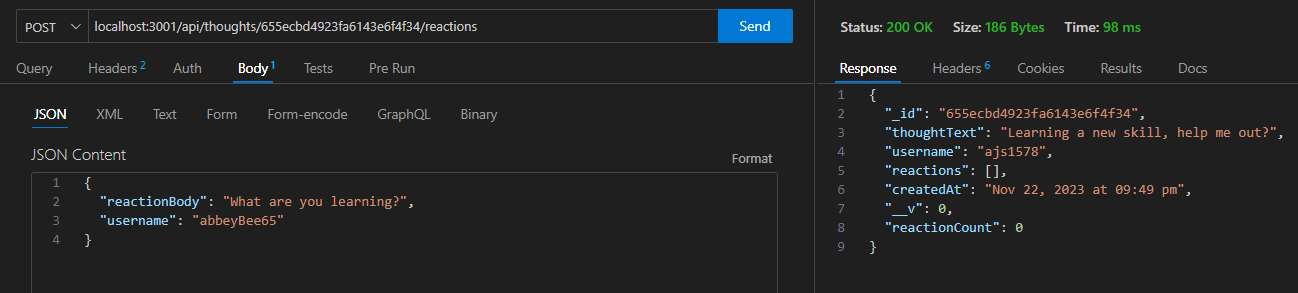 POST localhost:3001/api/thoughts/655ecbd4923fa6143e6f4f34/reactions Send
Query Headers 2 Auth Body 1 Tests Pre Run
JSON XML Text Form Form-encode GraphQL Binary
JSON Content Format
1 {
2 "reactionBody": "What are you learning?",
3 "username": "abbeyBee65"
4 }
Status: 200 OK Size: 186 Bytes Time: 98 ms
Response Headers 6 Cookies Results Docs
1 {
2 "_id": "655ecbd4923fa6143e6f4f34",
3 "thoughtText": "Learning a new skill, help me out?",
4 "username": "ajs1578",
5 "reactions": [],
6 "createdAt": "Nov 22, 2023 at 09:49 pm",
7 "__v": 0,
8 "reactionCount": 0
9 }